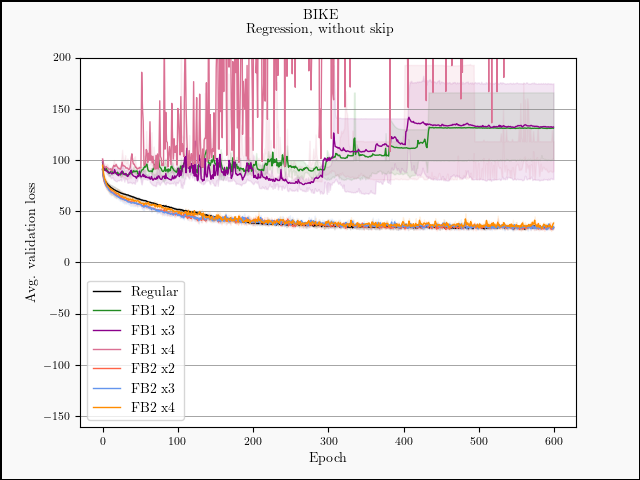 BIKE
Regression, without skip
200
150
100
50
0
−50
−100
−150
Avg. validation loss
Regular
FB1 x2
FB1 x3
FB1 x4
FB2 x2
FB2 x3
FB2 x4
0 100 200 300 400 500 600
Epoch